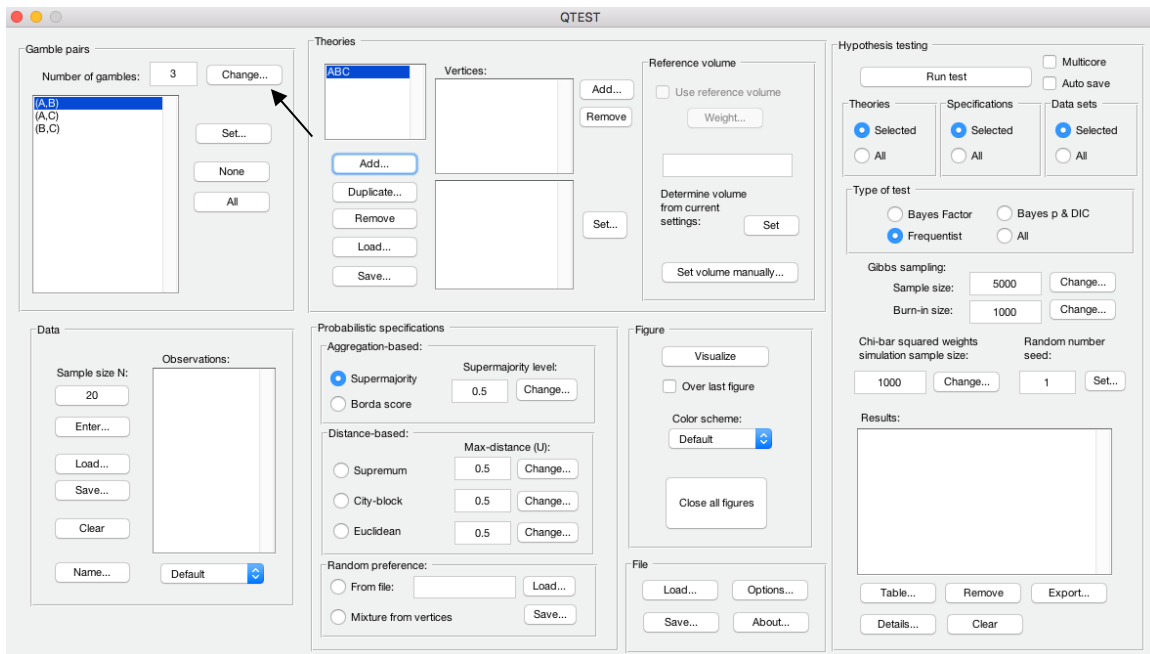 QTEST
Gamble pairs
Number of gambles: 3 Change...
(A,B)
(A,C)
(B,C)
Set...
None
All
Theories
ABC
Vertices:
Add...
Remove
Add...
Duplicate...
Remove
Load...
Save...
Set...
Reference volume
Use reference volume
Weight...
Determine volume
from current
settings:
Set
Set volume manually...
Data
Sample size N:
20
Enter...
Load...
Save...
Clear
Name...
Observations:
Default
Probabilistic specifications
Aggregation-based:
Supermajority
Borda score
Supermajority level:
0.5 Change...
Distance-based:
Max-distance (U):
Supremum 0.5 Change...
City-block 0.5 Change...
Euclidean 0.5 Change...
Random preference:
From file: Load...
Mixture from vertices Save...
Figure
Visualize
Over last figure
Color scheme:
Default
Close all figures
File
Load... Options...
Save... About...
Hypothesis testing
Run test
Multicore
Auto save
Theories
Selected
All
Specifications
Selected
All
Data sets
Selected
All
Type of test
Bayes Factor Bayes p & DIC
Frequentist All
Gibbs sampling:
Sample size: 5000 Change...
Burn-in size: 1000 Change...
Chi-bar squared weights
simulation sample size:
1000 Change...
Random number
seed:
1 Set...
Results:
Table... Remove Export...
Details... Clear